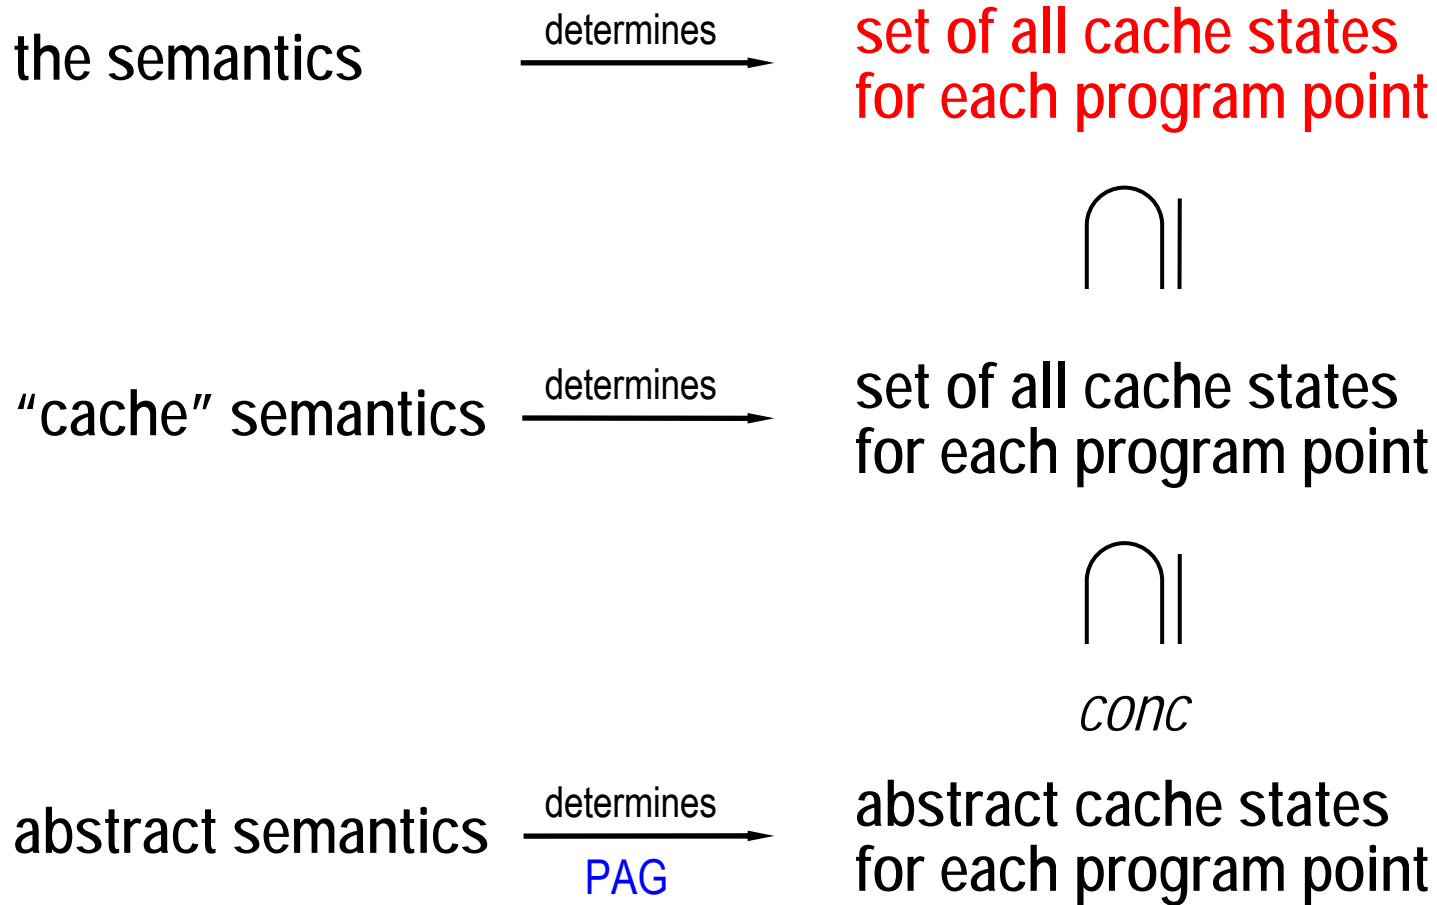 the semantics
determines
set of all cache states
for each program point
“cache” semantics
determines
set of all cache states
for each program point
conc
abstract semantics
determines
PAG
abstract cache states
for each program point